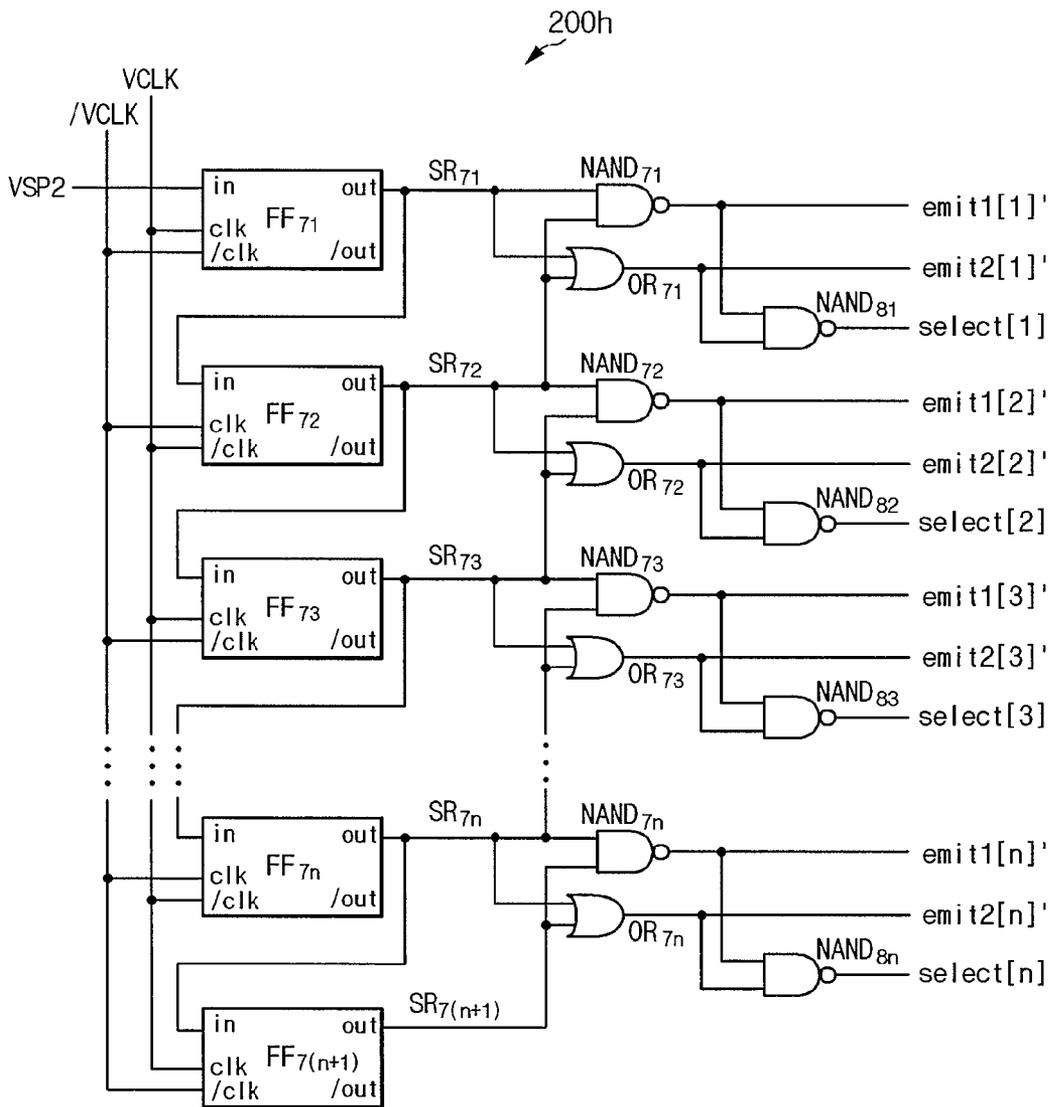 200h
VCLK
/VCLK
VSP2
in out
clk FF71
/clk /out
SR71
NAND71
emit1[1]'
emit2[1]'
OR71
NAND81
select[1]
in out
clk FF72
/clk /out
SR72
NAND72
emit1[2]'
emit2[2]'
OR72
NAND82
select[2]
in out
clk FF73
/clk /out
SR73
NAND73
emit1[3]'
emit2[3]'
OR73
NAND83
select[3]
in out
clk FF7n
/clk /out
SR7n
NAND7n
emit1[n]'
emit2[n]'
OR7n
NAND8n
select[n]
in out
clk FF7(n+1)
/clk /out
SR7(n+1)